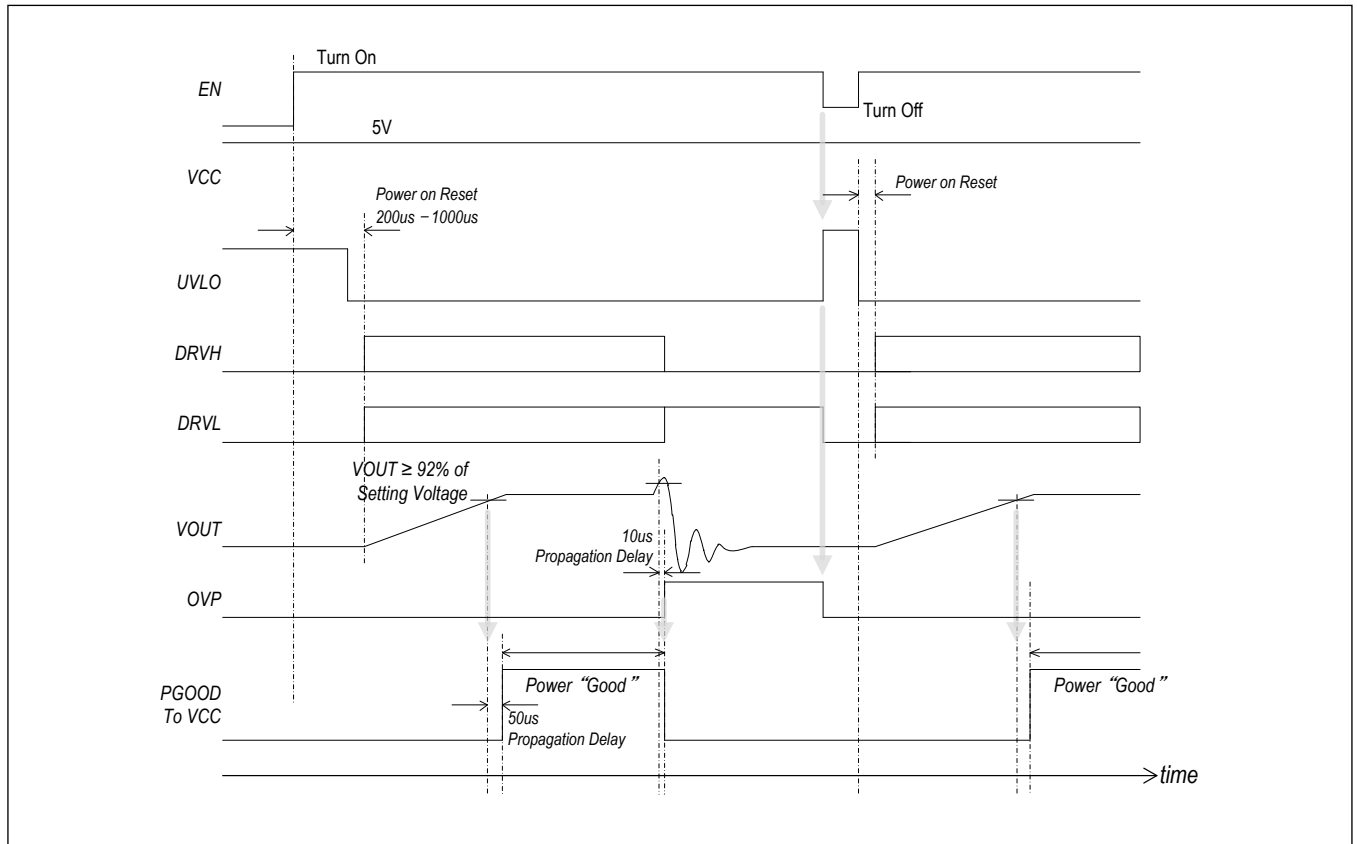 Turn On
EN
Turn Off
5V
VCC
Power on Reset
200us – 1000us
Power on Reset
UVLO
DRVH
DRVL
VOUT ≥ 92% of
Setting Voltage
VOUT
10us
Propagation Delay
OVP
PGOOD
To VCC
Power “Good”
50us
Propagation Delay
Power “Good”
time